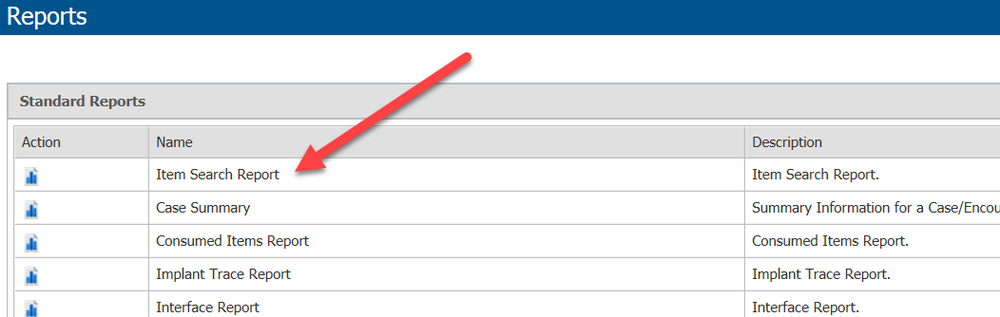 Reports
Standard Reports
Action Name Description
Item Search Report Item Search Report.
Case Summary Summary Information for a Case/Encou
Consumed Items Report Consumed Items Report.
Implant Trace Report Implant Trace Report.
Interface Report Interface Report.